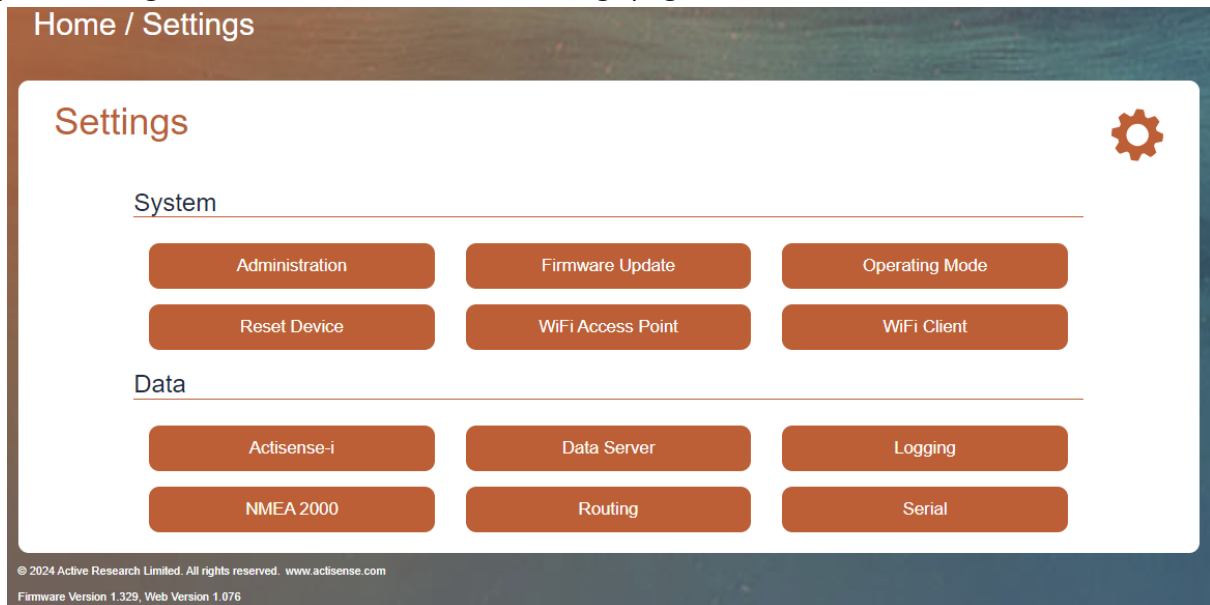 Home / Settings
Settings
System
Administration
Firmware Update
Operating Mode
Reset Device
WiFi Access Point
WiFi Client
Data
Actisense-i
Data Server
Logging
NMEA 2000
Routing
Serial
© 2024 Active Research Limited. All rights reserved. www.actisense.com
Firmware Version 1.329, Web Version 1.076